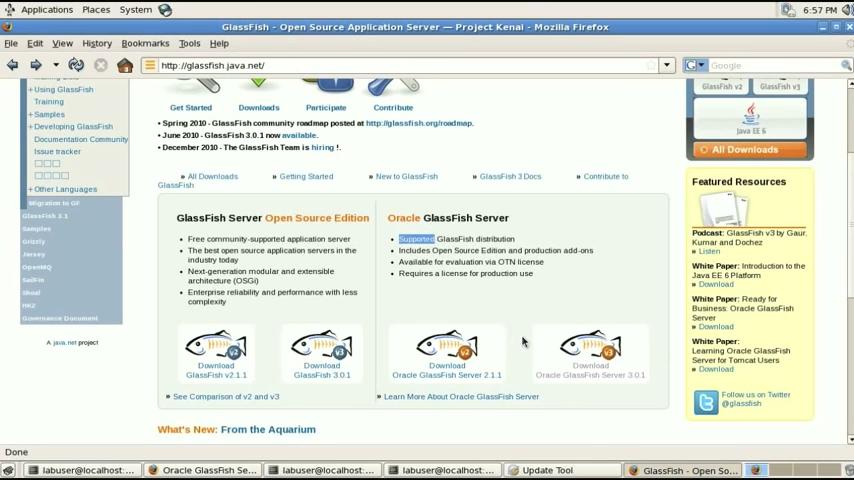 Applications Places System
6:57 PM
GlassFish - Open Source Application Server — Project Kenai - Mozilla Firefox
File Edit View History Bookmarks Tools Help
http://glassfish.java.net/
Google
+ Using GlassFish
Training
+ Samples
+ Developing GlassFish
Documentation Community
Issue tracker
+ Other Languages
Migration to GF
GlassFish 3.1
Samples
Grizzly
Jersey
OpenMQ
SailFin
Shoal
HK2
Governance Document
A java.net project
Get Started Downloads Participate Contribute
• Spring 2010 - GlassFish community roadmap posted at http://glassfish.org/roadmap.
• June 2010 - GlassFish 3.0.1 now available.
• December 2010 - The GlassFish Team is hiring !.
» All Downloads » Getting Started » New to GlassFish » GlassFish 3 Docs » Contribute to
GlassFish
GlassFish Server Open Source Edition
• Free community-supported application server
• The best open source application servers in the
industry today
• Next-generation modular and extensible
architecture (OSGi)
• Enterprise reliability and performance with less
complexity
v2
Download
GlassFish v2.1.1
v3
Download
GlassFish 3.0.1
» See Comparison of v2 and v3
Oracle GlassFish Server
• Supported GlassFish distribution
• Includes Open Source Edition and production add-ons
• Available for evaluation via OTN license
• Requires a license for production use
v2
Download
Oracle GlassFish Server 2.1.1
v3
Download
Oracle GlassFish Server 3.0.1
» Learn More About Oracle GlassFish Server
What's New: From the Aquarium
GlassFish v2 GlassFish v3
Java EE 6
All Downloads
Featured Resources
Podcast: GlassFish v3 by Gaur,
Kumar and Dochez
» Listen
White Paper: Introduction to the
Java EE 6 Platform
» Download
White Paper: Ready for
Business: Oracle GlassFish
Server
» Download
White Paper:
Learning Oracle GlassFish
Server for Tomcat Users
» Download
Follow us on Twitter
@glassfish
Done
labuser@localhost:... Oracle GlassFish Se... labuser@localhost:... labuser@localhost:... Update Tool GlassFish - Open So...